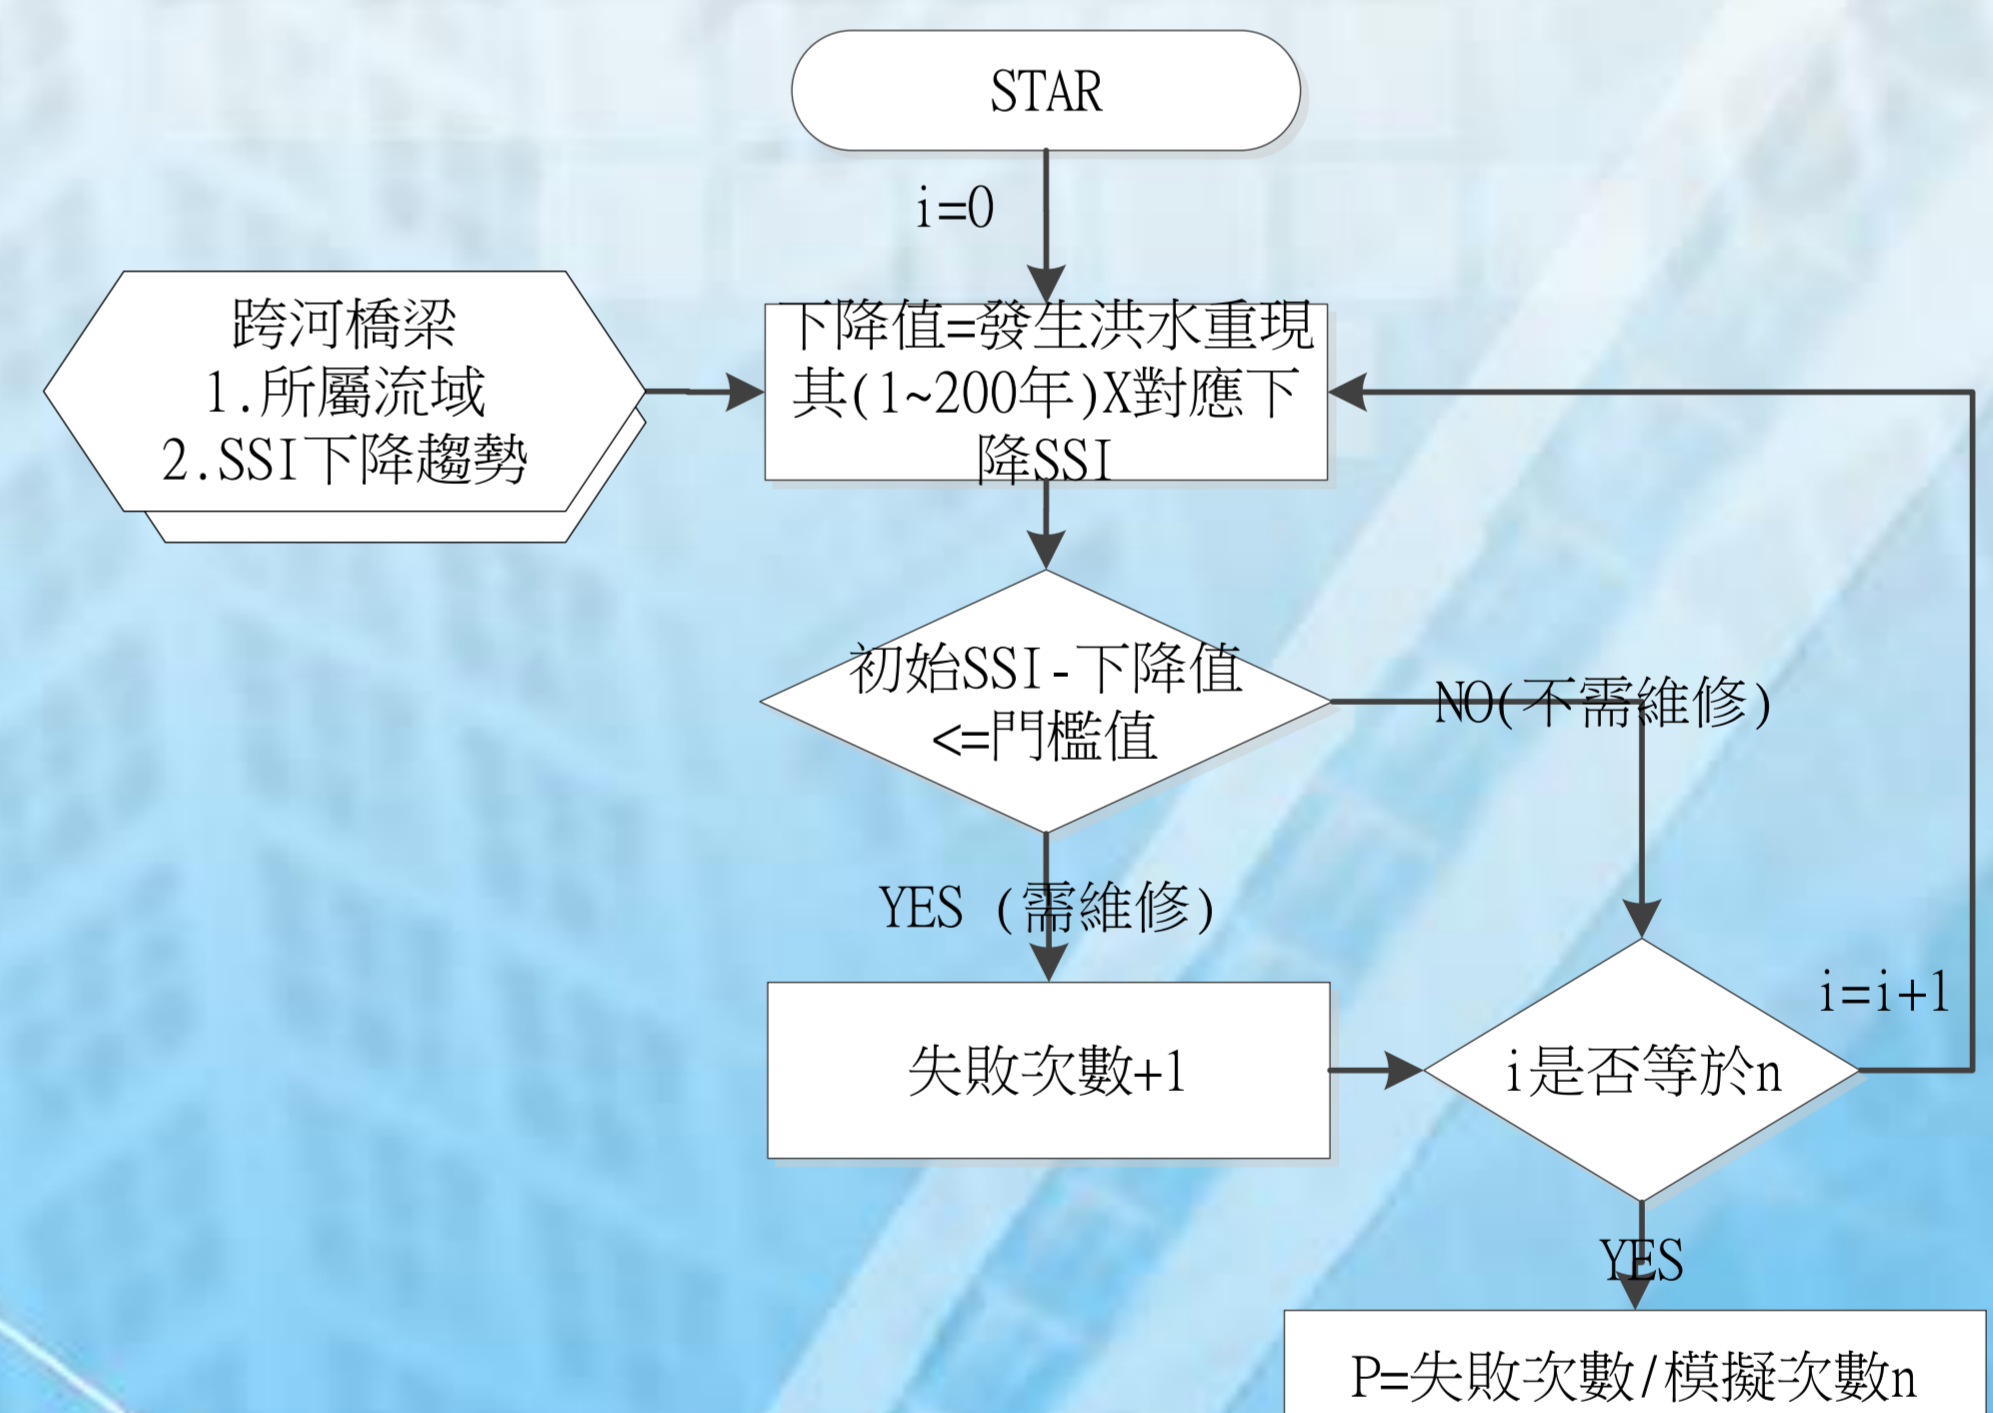 STAR
i=0
跨河橋梁
1.所屬流域
2.SSI下降趨勢
下降值=發生洪水重現
其(1~200年)X對應下
降SSI
初始SSI-下降值
<=門檻值
NO(不需維修)
YES (需維修)
失敗次數+1
i是否等於n
i=i+1
YES
P=失敗次數/模擬次數n